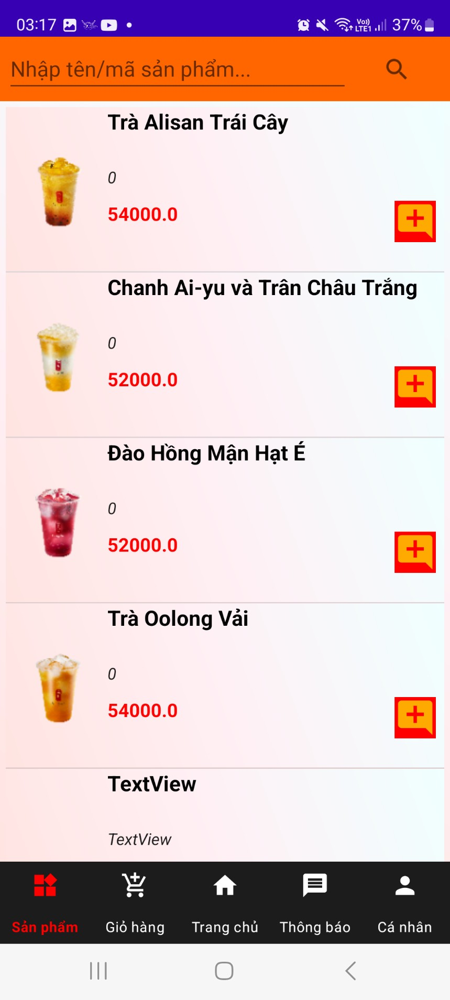 03:17
Vo)) LTE1 37%
Nhập tên/mã sản phẩm...
Trà Alisan Trái Cây
0
54000.0
Chanh Ai-yu và Trân Châu Trắng
0
52000.0
Đào Hồng Mận Hạt É
0
52000.0
Trà Oolong Vải
0
54000.0
TextView
TextView
Sản phẩm Giỏ hàng Trang chủ Thông báo Cá nhân